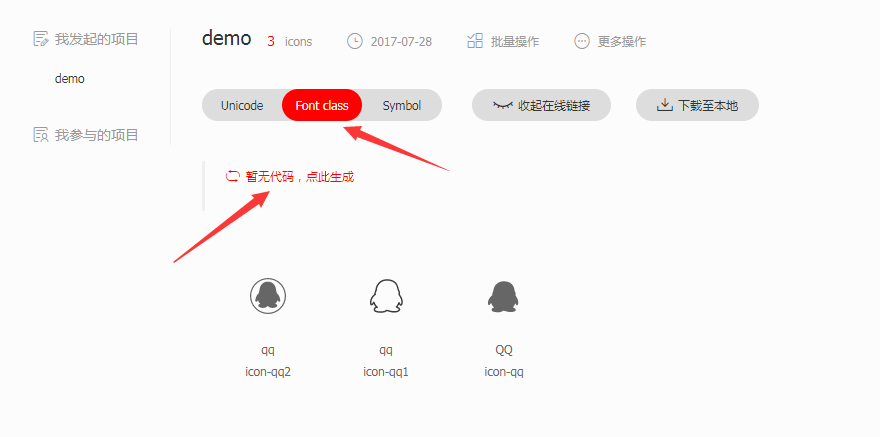 我发起的项目
demo
我参与的项目
demo 3 icons 2017-07-28 批量操作 更多操作
Unicode Font class Symbol 收起在线链接 下载至本地
暂无代码，点此生成
qq qq QQ
icon-qq2 icon-qq1 icon-qq